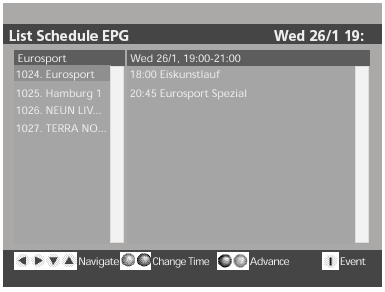 List Schedule EPG Wed 26/1 19:
Eurosport Wed 26/1, 19:00-21:00
1024. Eurosport 18:00 Eiskunstlauf
1025. Hamburg 1 20:45 Eurosport Spezial
1026. NEUN LIV...
1027. TERRA NO...
Navigate Change Time Advance i Event